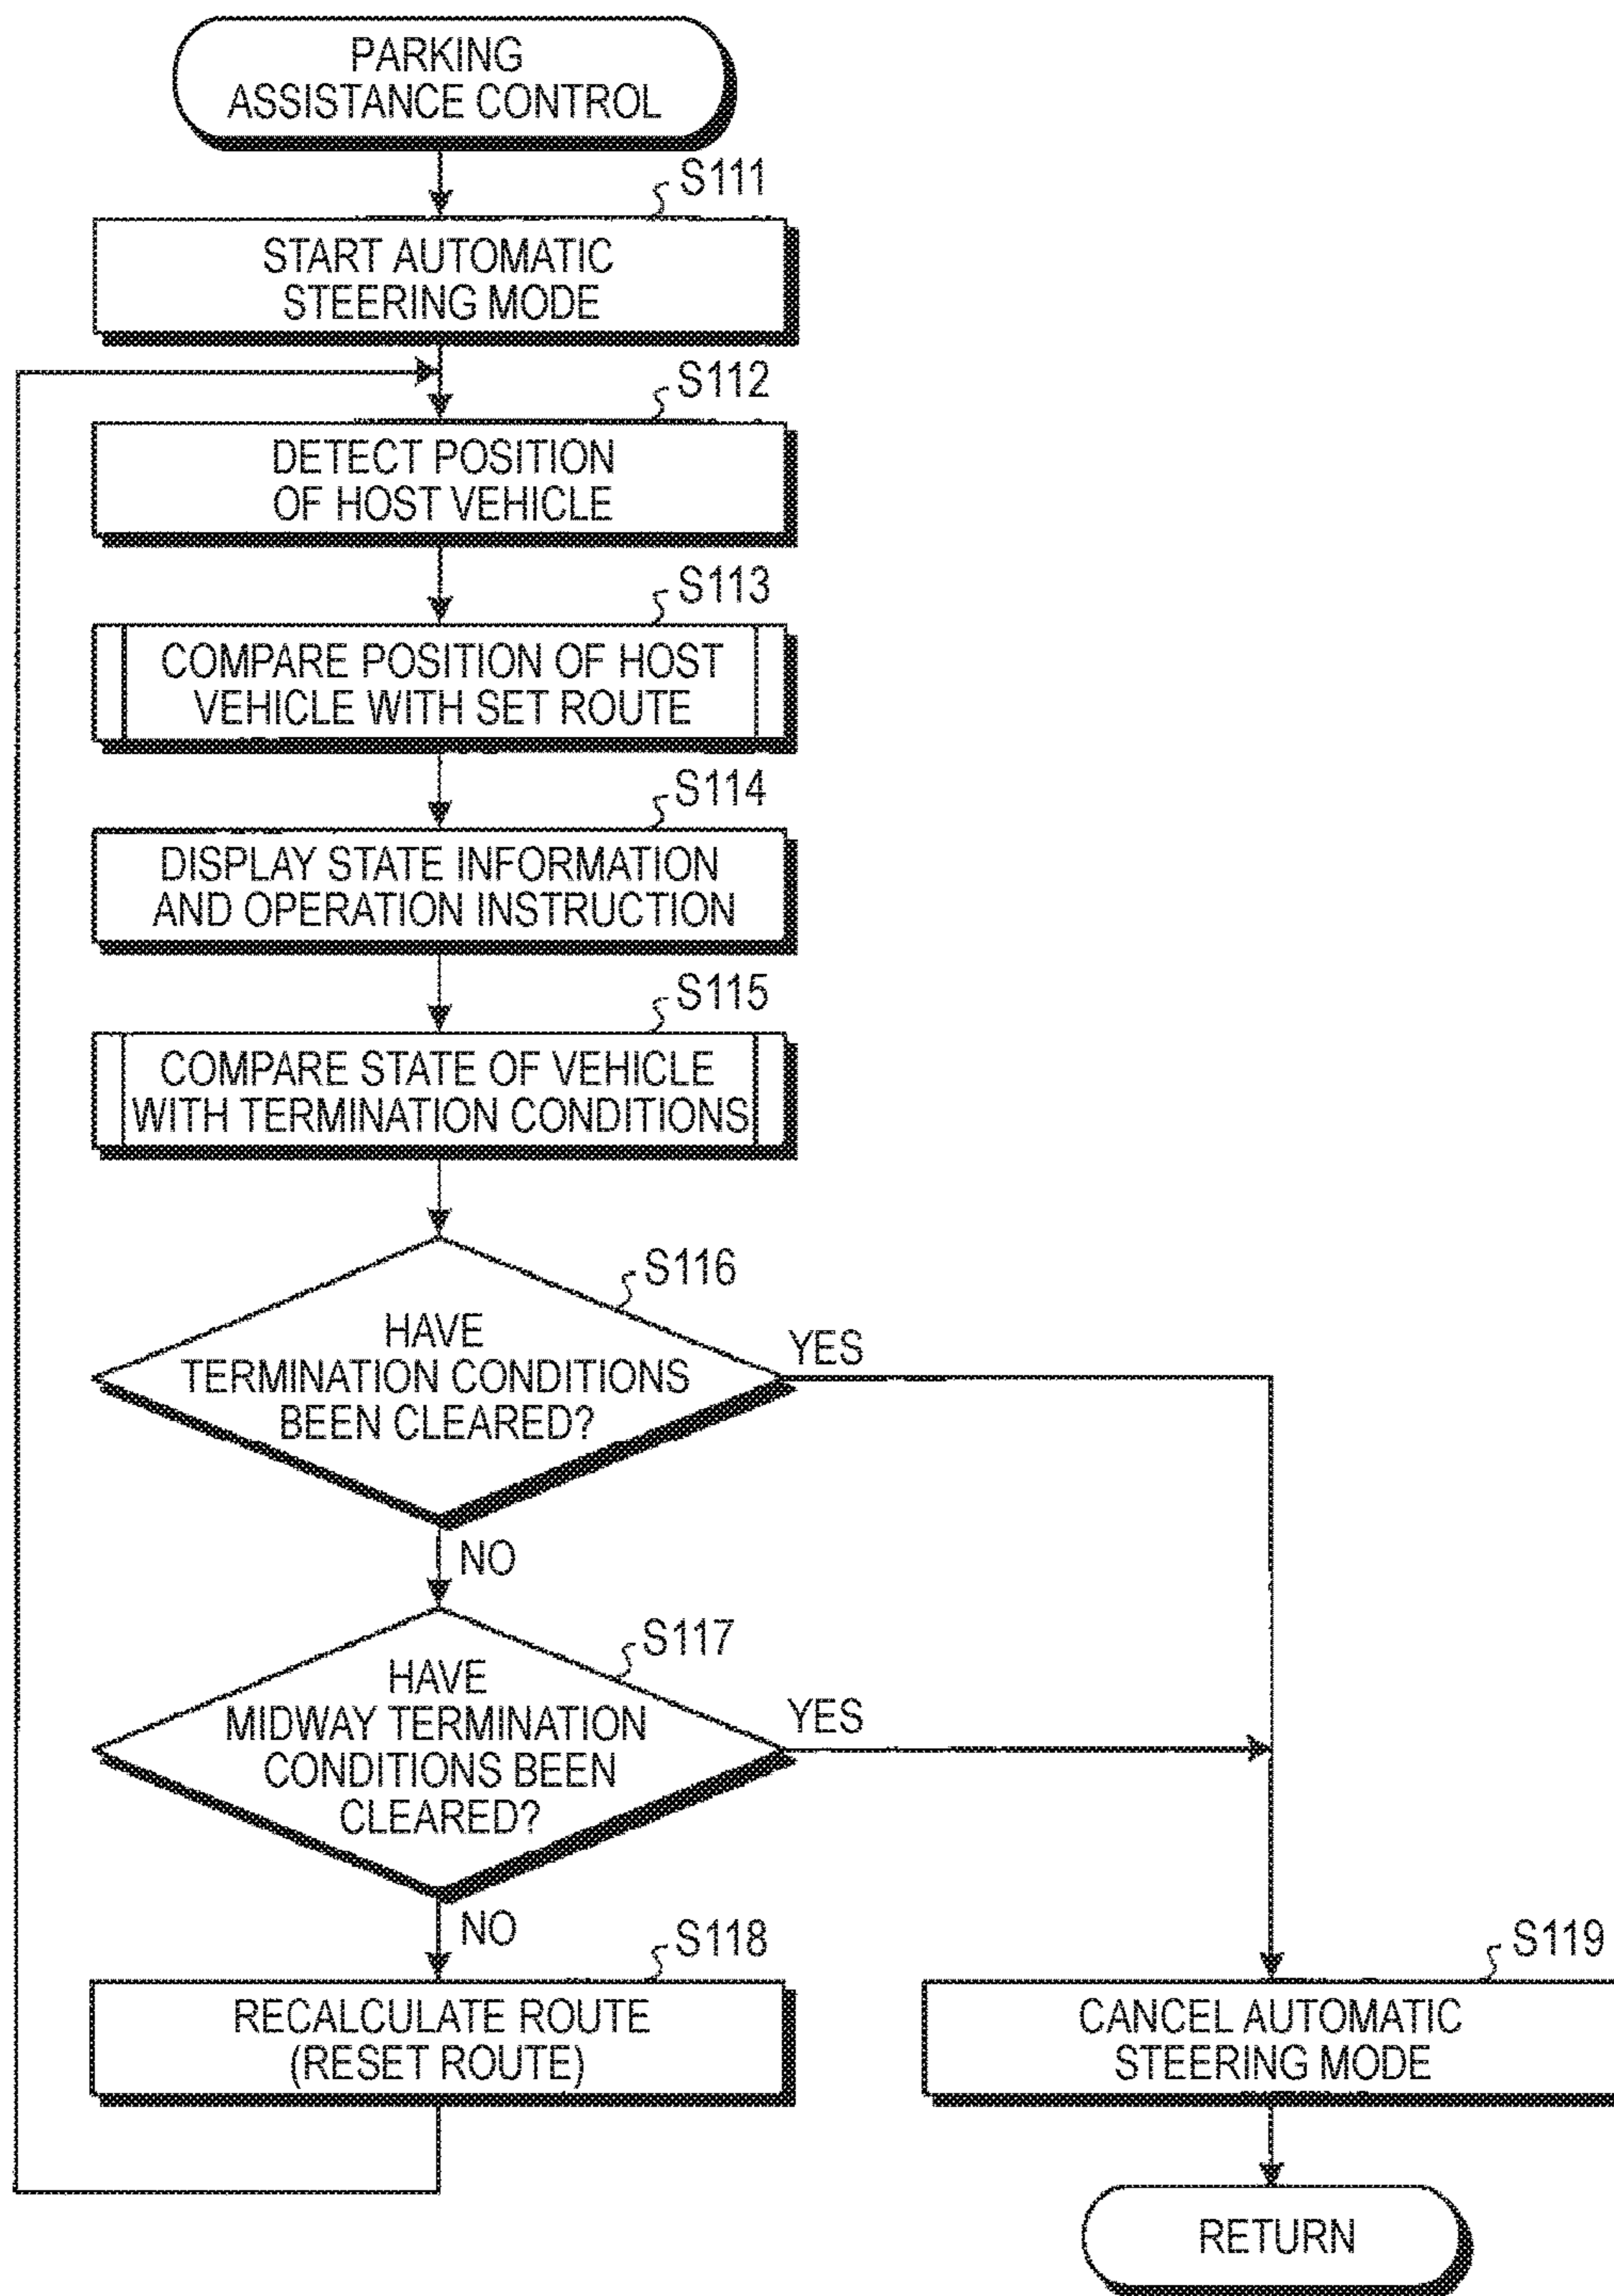 PARKING
ASSISTANCE CONTROL
S111
START AUTOMATIC
STEERING MODE
S112
DETECT POSITION
OF HOST VEHICLE
S113
COMPARE POSITION OF HOST
VEHICLE WITH SET ROUTE
S114
DISPLAY STATE INFORMATION
AND OPERATION INSTRUCTION
S115
COMPARE STATE OF VEHICLE
WITH TERMINATION CONDITIONS
S116
HAVE
TERMINATION CONDITIONS
BEEN CLEARED?
YES
NO
S117
HAVE
MIDWAY TERMINATION
CONDITIONS BEEN
CLEARED?
YES
NO
S118
RECALCULATE ROUTE
(RESET ROUTE)
S119
CANCEL AUTOMATIC
STEERING MODE
RETURN